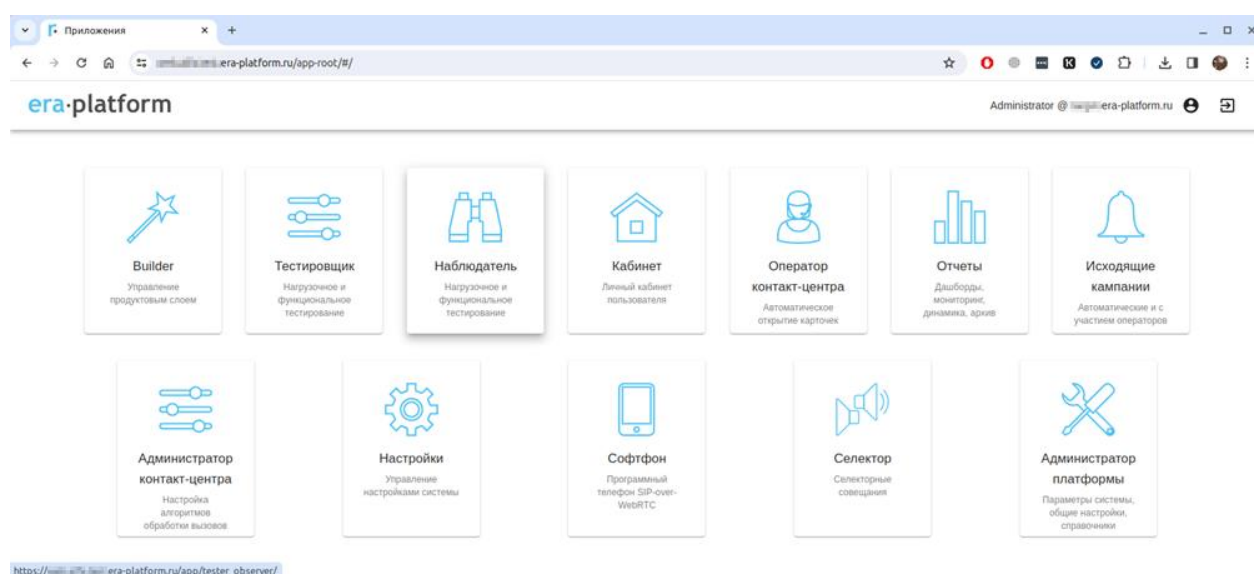 Приложения
era-platform.ru/app-root/#/
era·platform
Administrator @ era-platform.ru
Builder
Управление
продуктовым слоем
Тестировщик
Нагрузочное и
функциональное
тестирование
Наблюдатель
Нагрузочное и
функциональное
тестирование
Кабинет
Личный кабинет
пользователя
Оператор
контакт-центра
Автоматическое
открытие карточек
Отчеты
Дашборды,
мониторинг,
динамика, архив
Исходящие
кампании
Автоматические и с
участием операторов
Администратор
контакт-центра
Настройка
алгоритмов
обработки вызовов
Настройки
Управление
настройками системы
Софтфон
Программный
телефон SIP-over-
WebRTC
Селектор
Селекторные
совещания
Администратор
платформы
Параметры системы,
общие настройки,
справочники
https:// era-platform.ru/app/tester_observer/